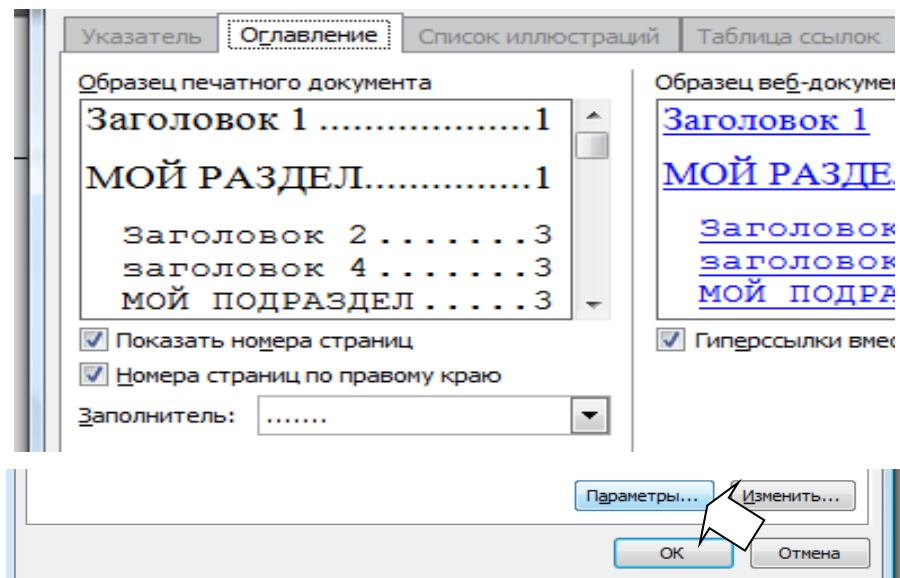 Указатель Оглавление Список иллюстраций Таблица ссылок
Образец печатного документа
Заголовок 1 ...................1
МОЙ РАЗДЕЛ...............1
Заголовок 2.......3
заголовок 4.......3
МОЙ ПОДРАЗДЕЛ.....3
Показать номера страниц
Номера страниц по правому краю
Заполнитель: .......
Образец веб-докумен
Заголовок 1
МОЙ РАЗДЕ
Заголовок
заголовок
МОЙ ПОДРА
Гиперссылки вмес
Параметры... Изменить...
ОК Отмена